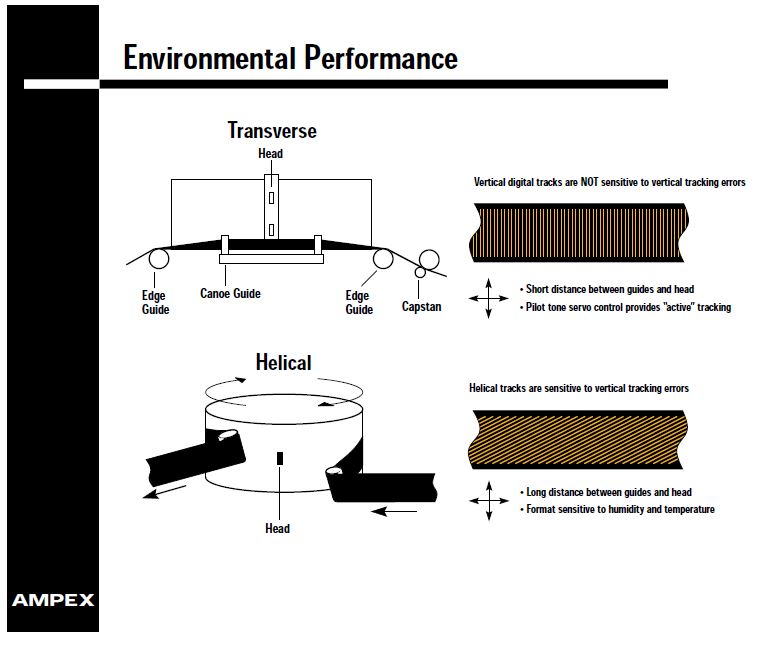 Environmental Performance
Transverse
Head
Edge
Guide
Canoe Guide
Edge
Guide
Capstan
Vertical digital tracks are NOT sensitive to vertical tracking errors
• Short distance between guides and head
• Pilot tone servo control provides "active" tracking
Helical
Head
Helical tracks are sensitive to vertical tracking errors
• Long distance between guides and head
• Format sensitive to humidity and temperature
AMPEX